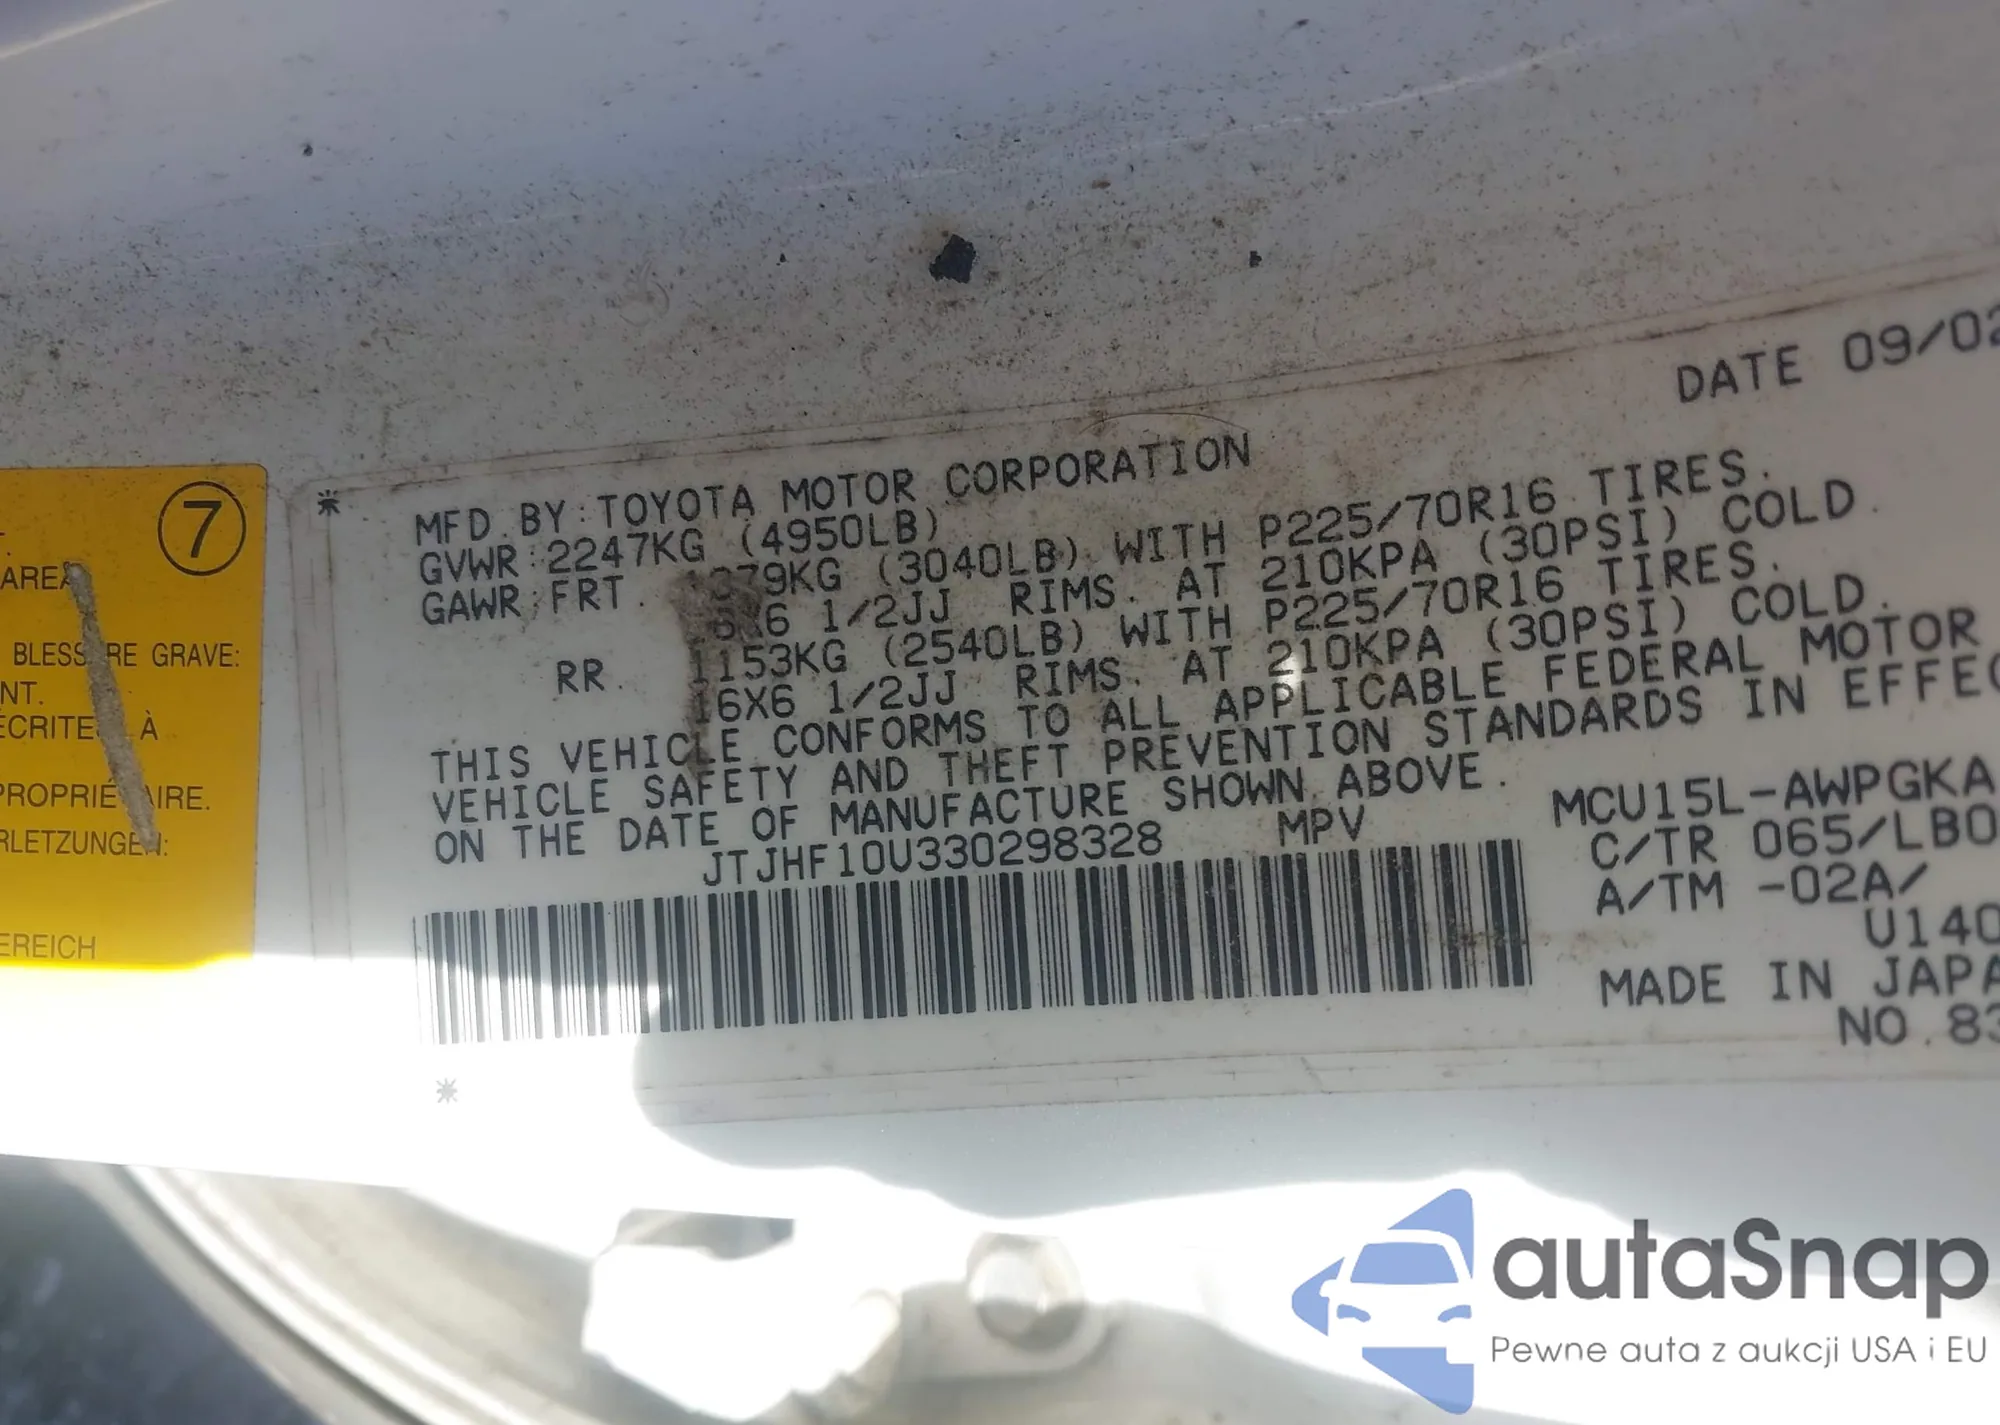 DATE 09/02
MFD.BY:TOYOTA MOTOR CORPORATION
GVWR:2247KG (4950LB)
GAWR:FRT. 1379KG (3040LB) WITH P225/70R16 TIRES.
16X6 1/2JJ RIMS. AT 210KPA (30PSI) COLD.
RR. 1153KG (2540LB) WITH P225/70R16 TIRES.
16X6 1/2JJ RIMS. AT 210KPA (30PSI) COLD.
THIS VEHICLE CONFORMS TO ALL APPLICABLE FEDERAL MOTOR
VEHICLE SAFETY AND THEFT PREVENTION STANDARDS IN EFFEC
ON THE DATE OF MANUFACTURE SHOWN ABOVE.
JTJHF10U330298328 MPV
MCU15L-AWPGKA
C/TR 065/LB0
A/TM -02A/
U140
MADE IN JAPA
NO.83
*
*
7
AREA
BLESSURE GRAVE:
NT.
ÉCRITES À
PROPRIÉTAIRE.
RLETZUNGEN:
EREICH
autaSnap
Pewne auta z aukcji USA i EU